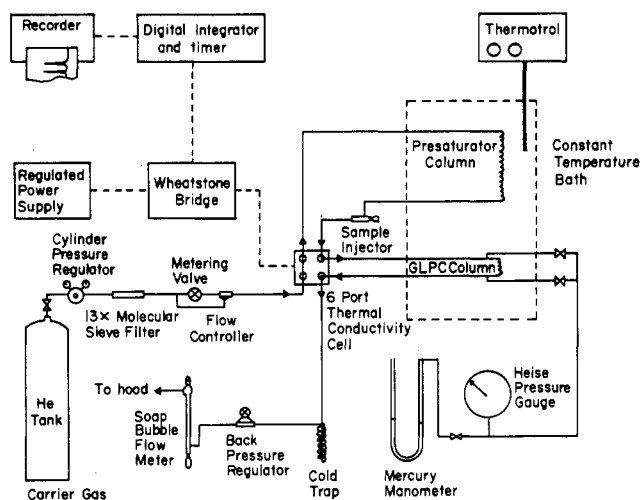 Recorder
Digital Integrator
and timer
Thermotrol
Presaturator
Column
Constant
Temperature
Bath
Regulated
Power
Supply
Wheatstone
Bridge
Sample
Injector
Cylinder
Pressure
Regulator
Metering
Valve
GLPC Column
13× Molecular
Sieve Filter
Flow
Controller
6 Port
Thermal
Conductivity
Cell
He
Tank
To hood
Soap
Bubble
Flow
Meter
Back
Pressure
Regulator
Heise
Pressure
Gauge
Cold
Trap
Mercury
Manometer
Carrier Gas